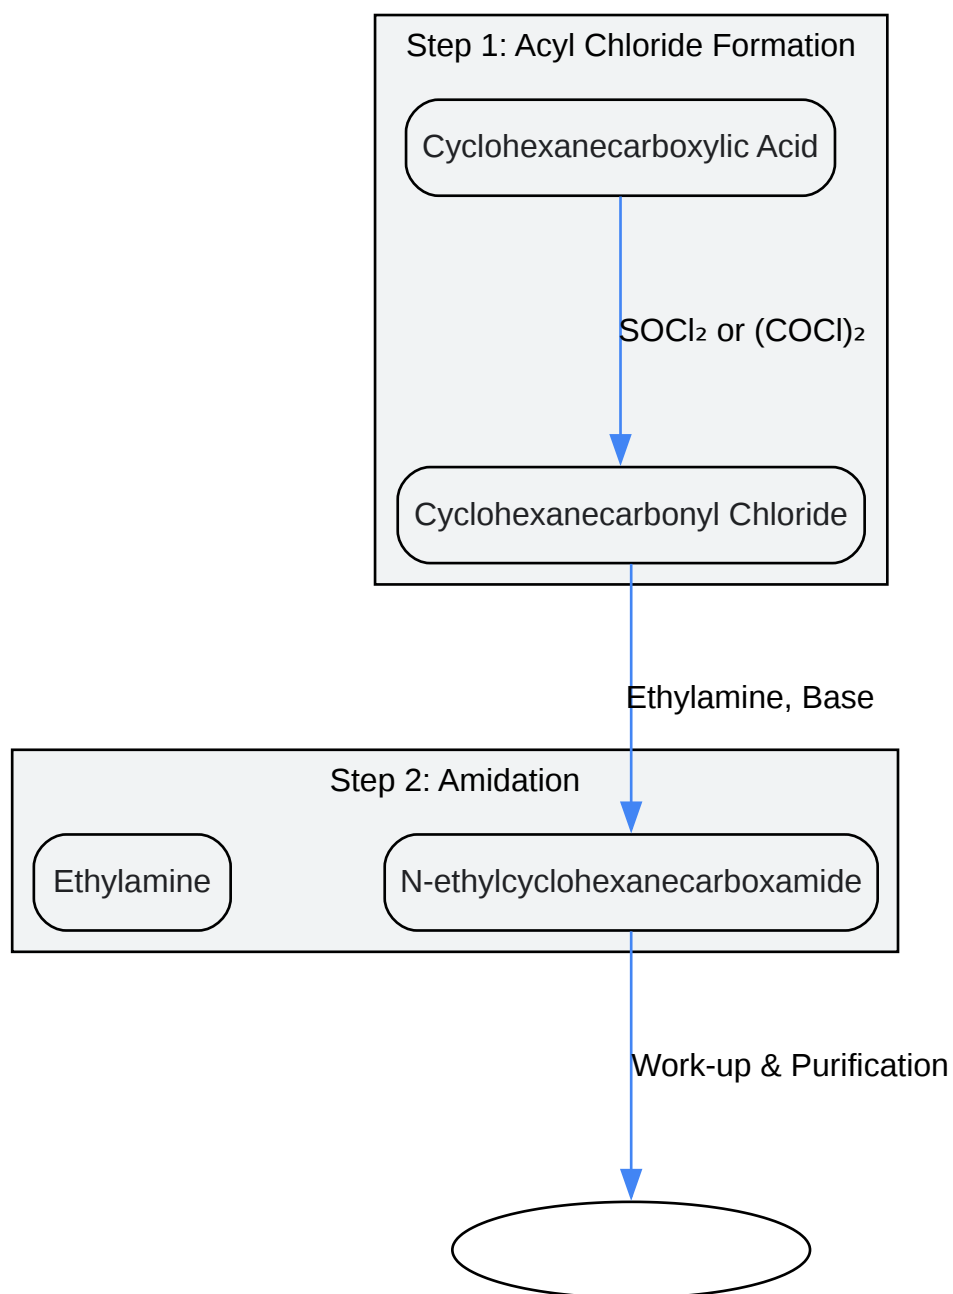 Step 1: Acyl Chloride Formation
Cyclohexanecarboxylic Acid
SOCl₂ or (COCl)₂
Cyclohexanecarbonyl Chloride
Ethylamine, Base
Step 2: Amidation
Ethylamine
N-ethylcyclohexanecarboxamide
Work-up & Purification